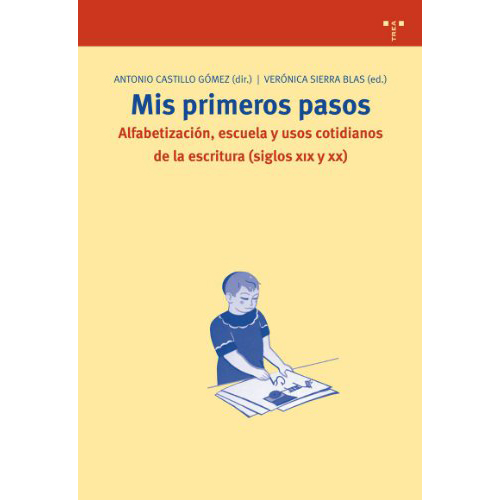 TREA
ANTONIO CASTILLO GÓMEZ (dir.) | VERÓNICA SIERRA BLAS (ed.)
Mis primeros pasos
Alfabetización, escuela y usos cotidianos
de la escritura (siglos XIX y XX)